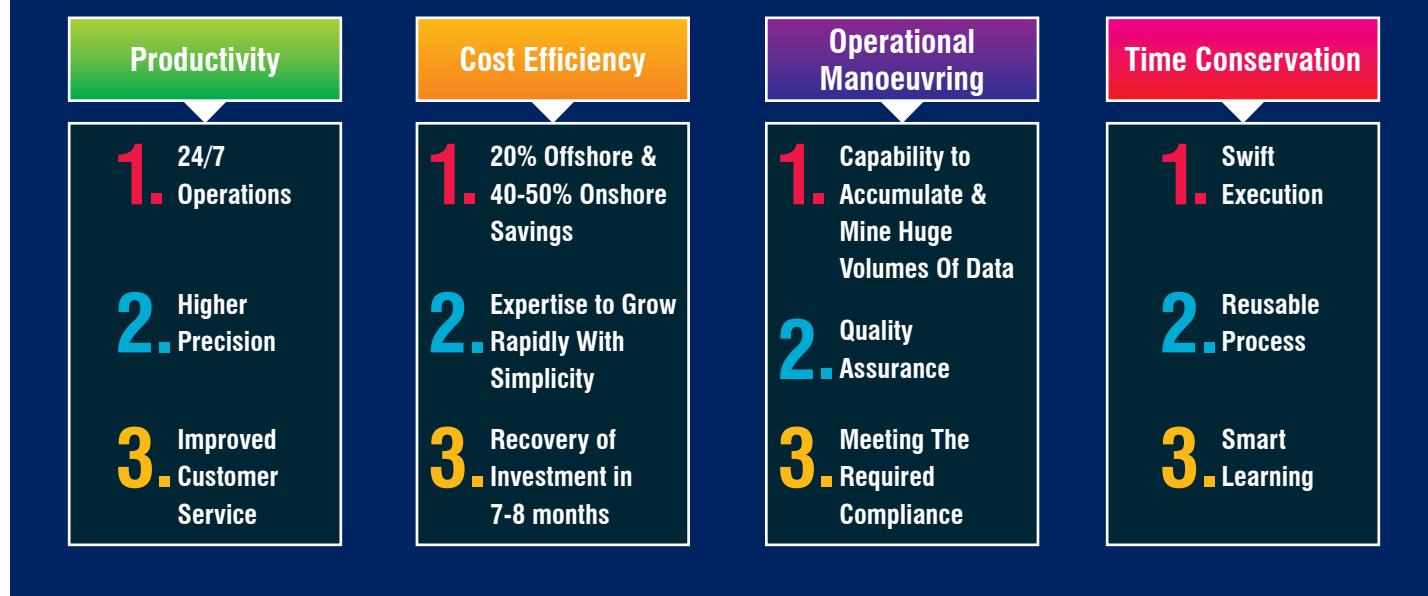 Productivity
1. 24/7
Operations
2. Higher
Precision
3. Improved
Customer
Service
Cost Efficiency
1. 20% Offshore &
40-50% Onshore
Savings
2. Expertise to Grow
Rapidly With
Simplicity
3. Recovery of
Investment in
7-8 months
Operational
Manoeuvring
1. Capability to
Accumulate &
Mine Huge
Volumes Of Data
2. Quality
Assurance
3. Meeting The
Required
Compliance
Time Conservation
1. Swift
Execution
2. Reusable
Process
3. Smart
Learning